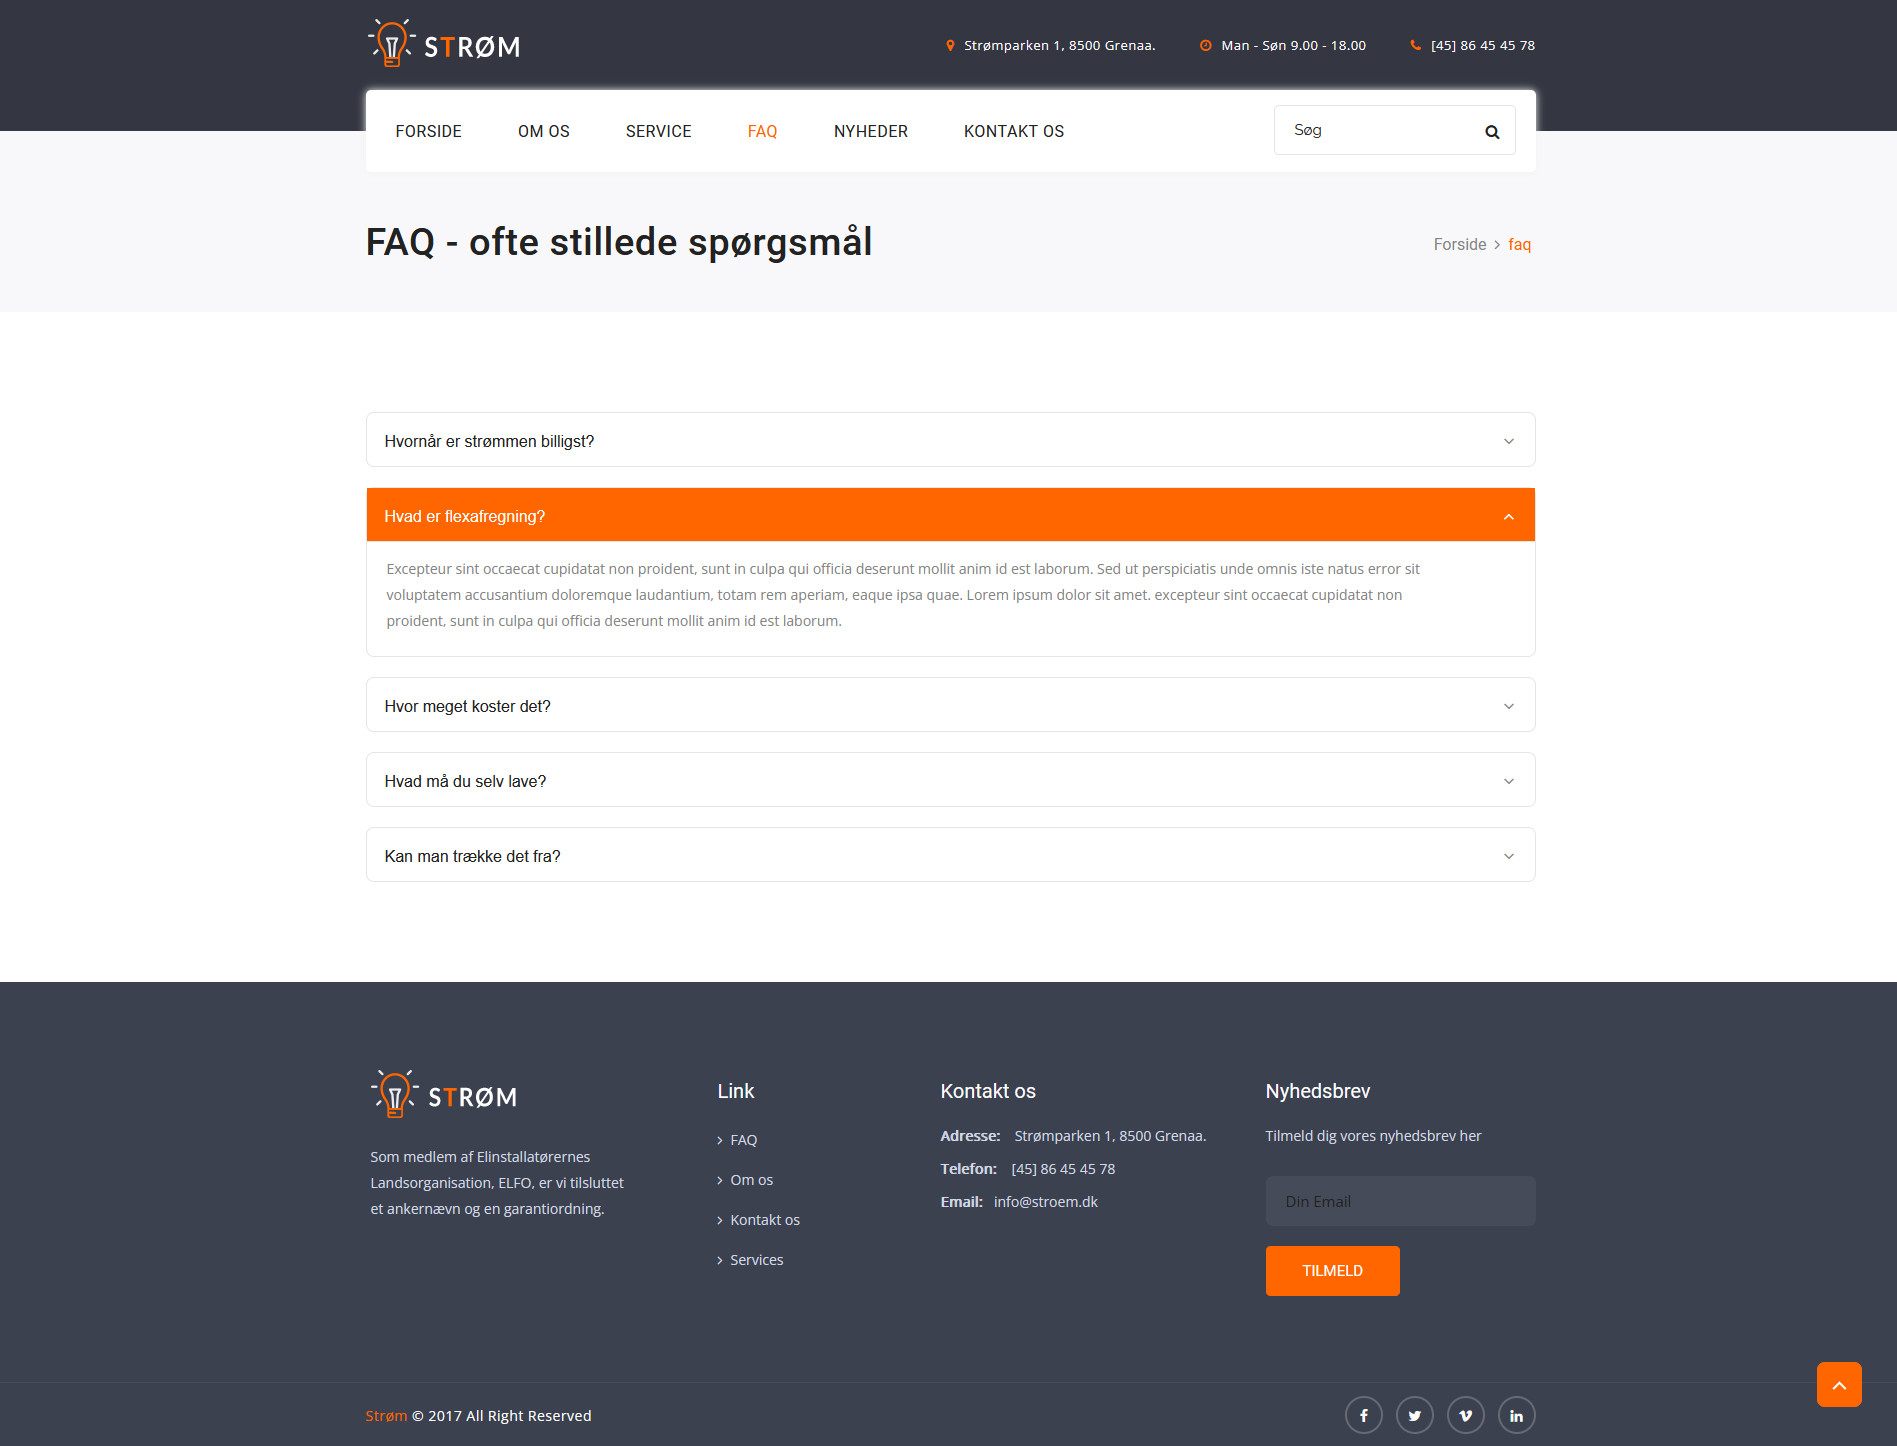 STRØM
Strømparken 1, 8500 Grenaa.
Man - Søn 9.00 - 18.00
[45] 86 45 45 78
FORSIDE
OM OS
SERVICE
FAQ
NYHEDER
KONTAKT OS
Søg
FAQ - ofte stillede spørgsmål
Forside > faq
Hvornår er strømmen billigst?
Hvad er flexafregning?
Excepteur sint occaecat cupidatat non proident, sunt in culpa qui officia deserunt mollit anim id est laborum. Sed ut perspiciatis unde omnis iste natus error sit
voluptatem accusantium doloremque laudantium, totam rem aperiam, eaque ipsa quae. Lorem ipsum dolor sit amet. excepteur sint occaecat cupidatat non
proident, sunt in culpa qui officia deserunt mollit anim id est laborum.
Hvor meget koster det?
Hvad må du selv lave?
Kan man trække det fra?
STRØM
Som medlem af Elinstallatørernes
Landsorganisation, ELFO, er vi tilsluttet
et ankernævn og en garantiordning.
Link
FAQ
Om os
Kontakt os
Services
Kontakt os
Adresse: Strømparken 1, 8500 Grenaa.
Telefon: [45] 86 45 45 78
Email: info@stroem.dk
Nyhedsbrev
Tilmeld dig vores nyhedsbrev her
Din Email
TILMELD
Strøm © 2017 All Right Reserved